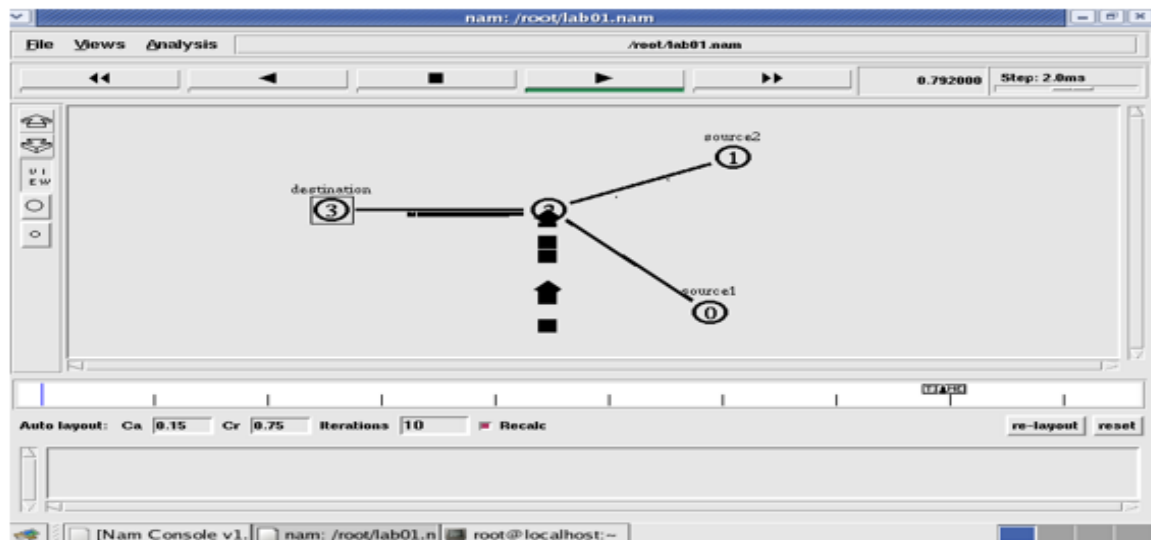 nam: /root/lab01.nam
File Views Analysis /root/lab01.nam
0.792000 Step: 2.0ms
V I
E W
source2
1
destination
3
2
source1
0
TIME
Auto layout: Ca 0.15 Cr 0.75 Iterations 10 Recalc re-layout reset
[Nam Console v1. nam: /root/lab01.n root@localhost:~